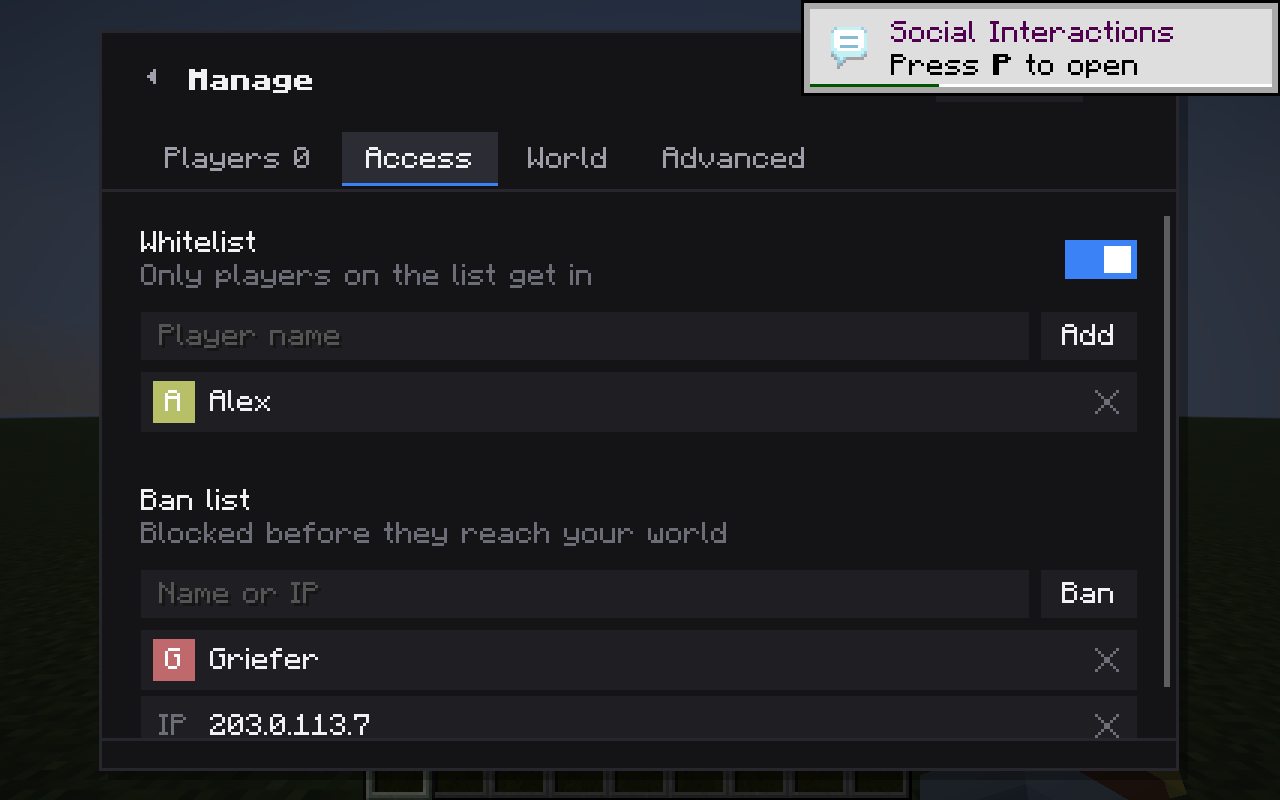 Social Interactions
Press P to open
Manage
Players 0
Access
World
Advanced
Whitelist
Only players on the list get in
Player name
Add
A
Alex
Ban list
Blocked before they reach your world
Name or IP
Ban
G
Griefer
IP
203.0.113.7